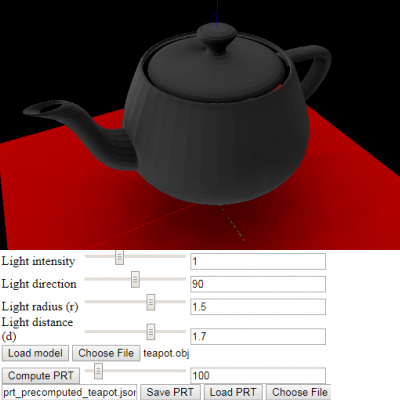 Light intensity 1
Light direction 90
Light radius (r) 1.5
Light distance (d) 1.7
Load model Choose File teapot.obj
Compute PRT 100
prt_precomputed_teapot.json Save PRT Load PRT Choose File